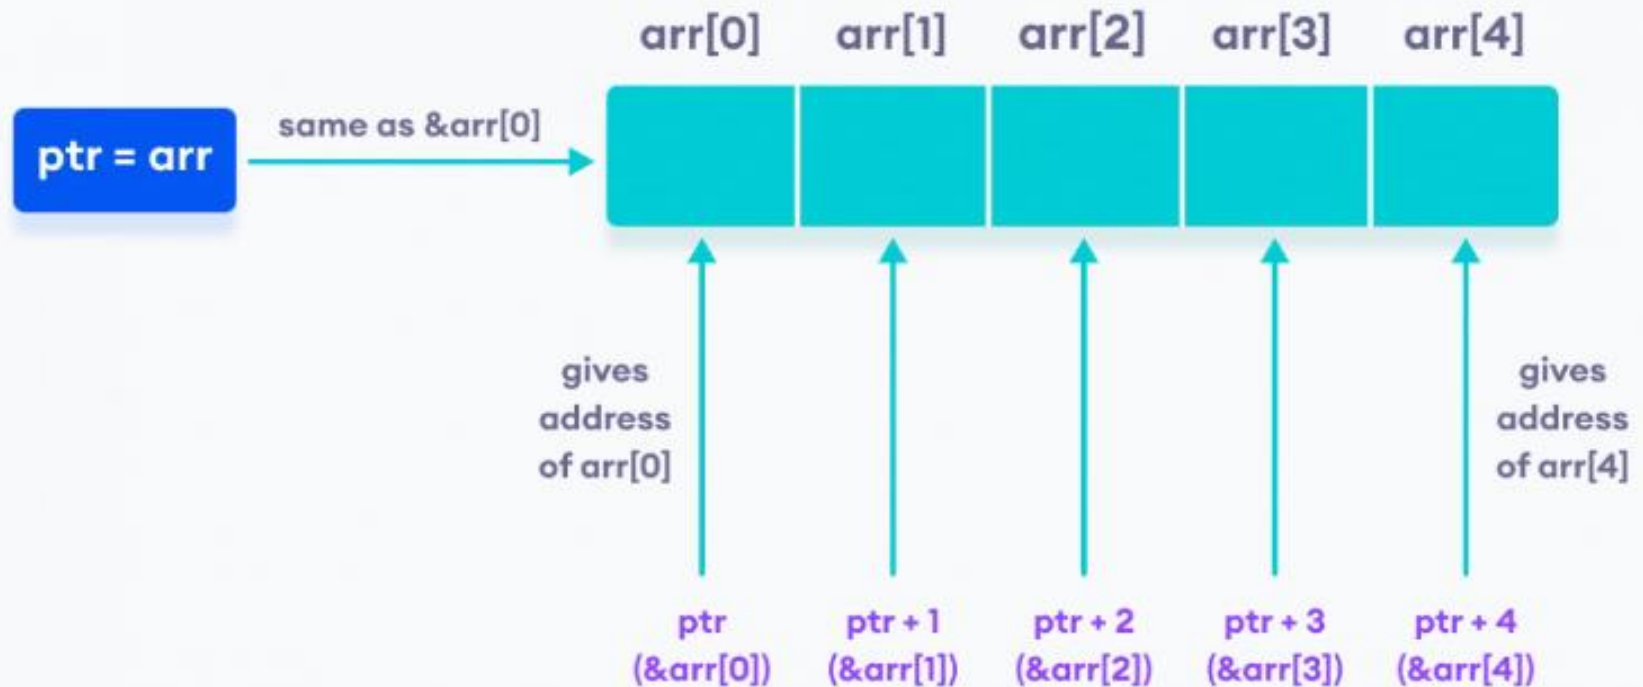 arr[0] arr[1] arr[2] arr[3] arr[4]
same as &arr[0]
ptr = arr
gives
address
of arr[0]
gives
address
of arr[4]
ptr ptr + 1 ptr + 2 ptr + 3 ptr + 4
(&arr[0]) (&arr[1]) (&arr[2]) (&arr[3]) (&arr[4])